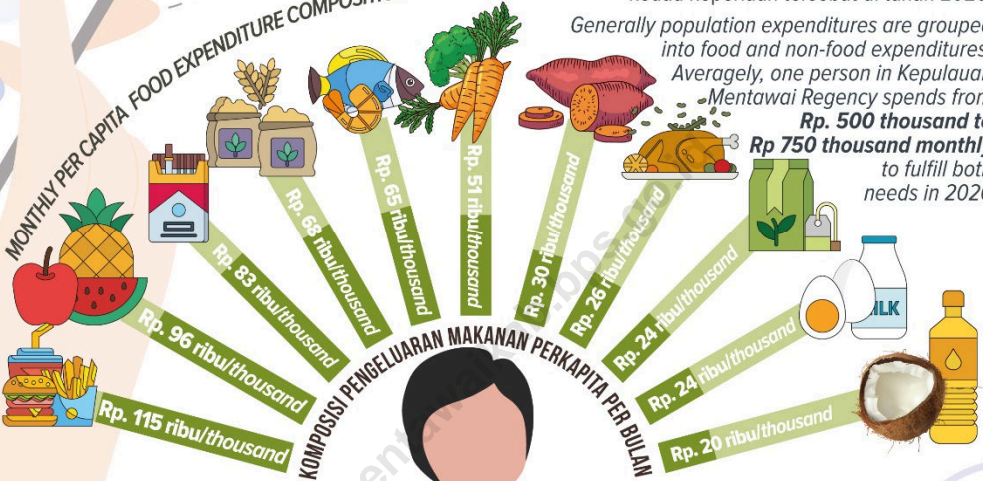 Generally population expenditures are grouped
into food and non-food expenditures
Averagely, one person in Kepulauan
Mentawai Regency spends from
Rp. 500 thousand to
Rp 750 thousand monthly
to fulfill both
needs in 2020
MONTHLY PER CAPITA FOOD EXPENDITURE
Rp. 115 ribu/thousand
Rp. 96 ribu/thousand
Rp. 83 ribu/thousand
Rp. 68 ribu/thousand
Rp. 65 ribu/thousand
Rp. 51 ribu/thousand
Rp. 30 ribu/thousand
Rp. 26 ribu/thousand
Rp. 24 ribu/thousand
Rp. 24 ribu/thousand
Rp. 20 ribu/thousand
ILK
KOMPOSISI PENGELUARAN MAKANAN PERKAPITA PER BULAN